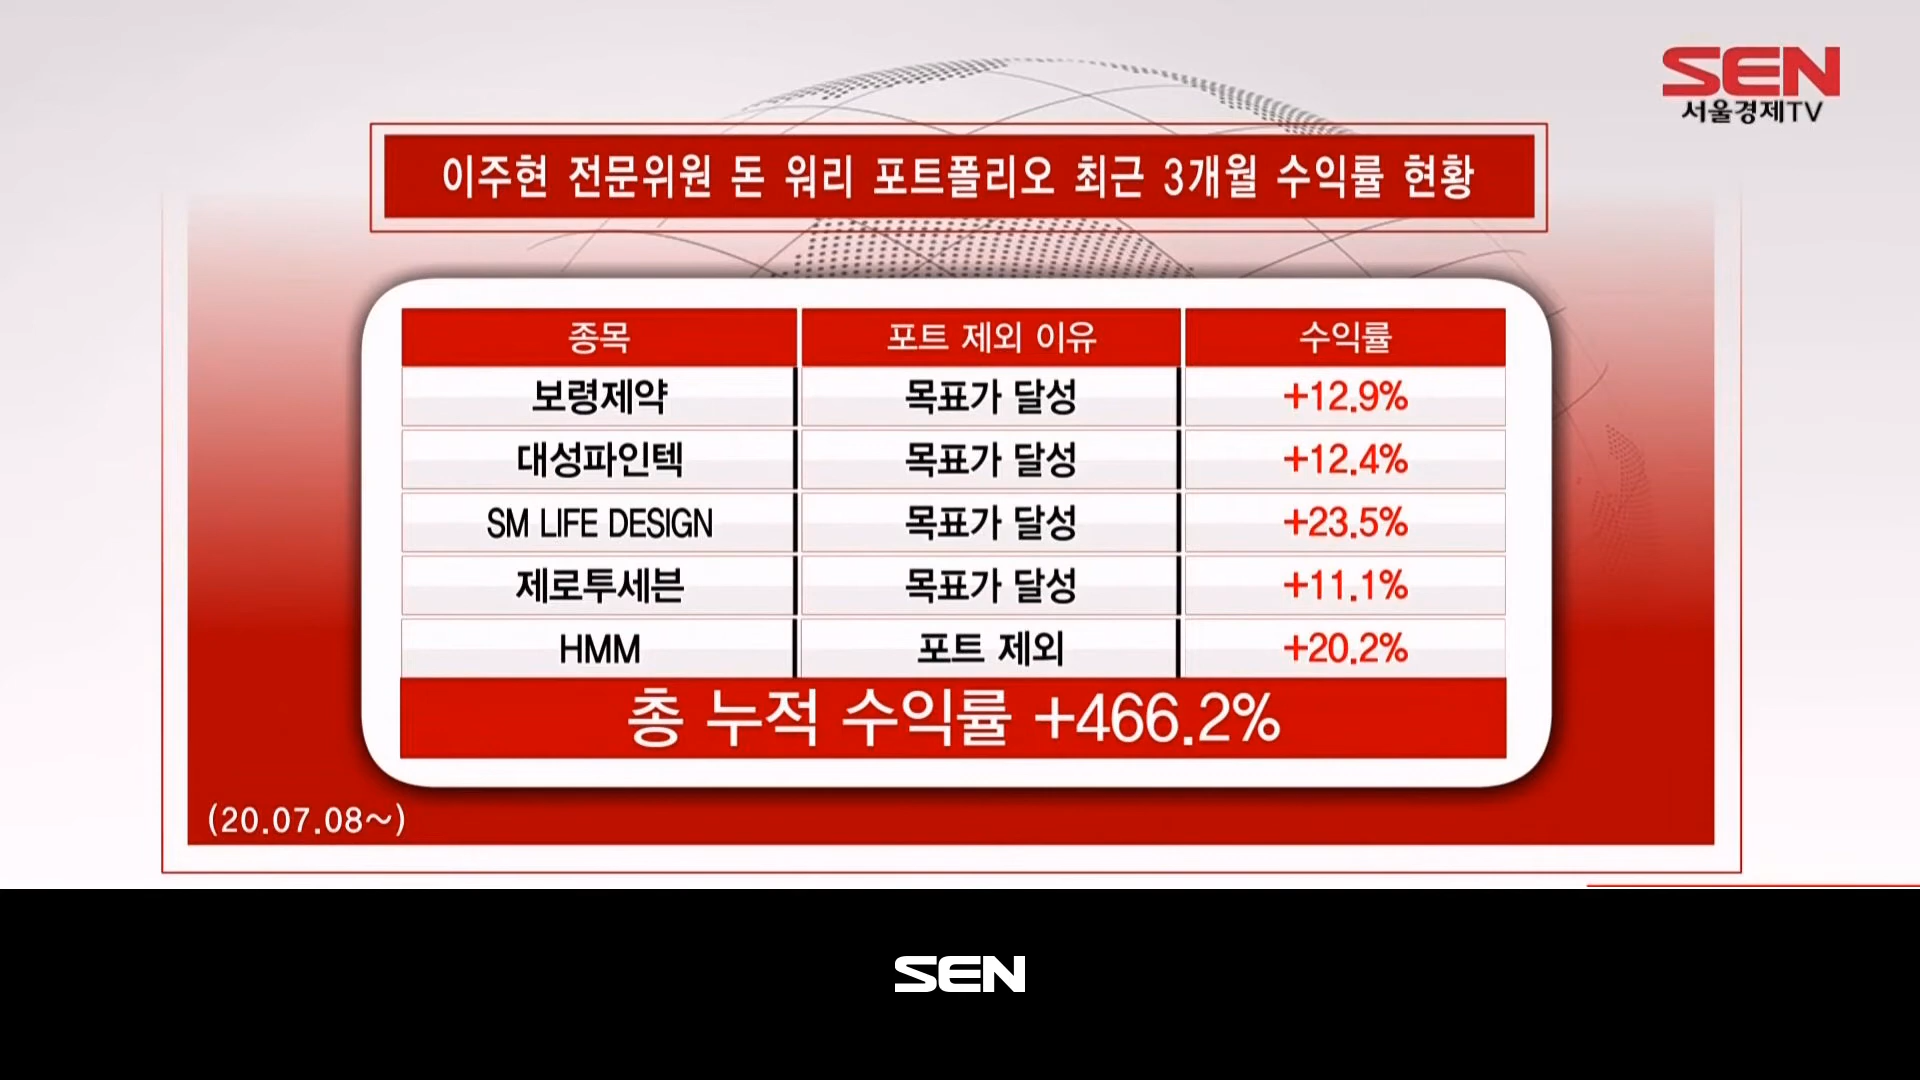 SEN
서울경제TV
이주현 전문위원 돈 워리 포트폴리오 최근 3개월 수익률 현황
종목 포트 제외 이유 수익률
보령제약 목표가 달성 +12.9%
대성파인텍 목표가 달성 +12.4%
SM LIFE DESIGN 목표가 달성 +23.5%
제로투세븐 목표가 달성 +11.1%
HMM 포트 제외 +20.2%
총 누적 수익률 +466.2%
(20.07.08~)
SEN